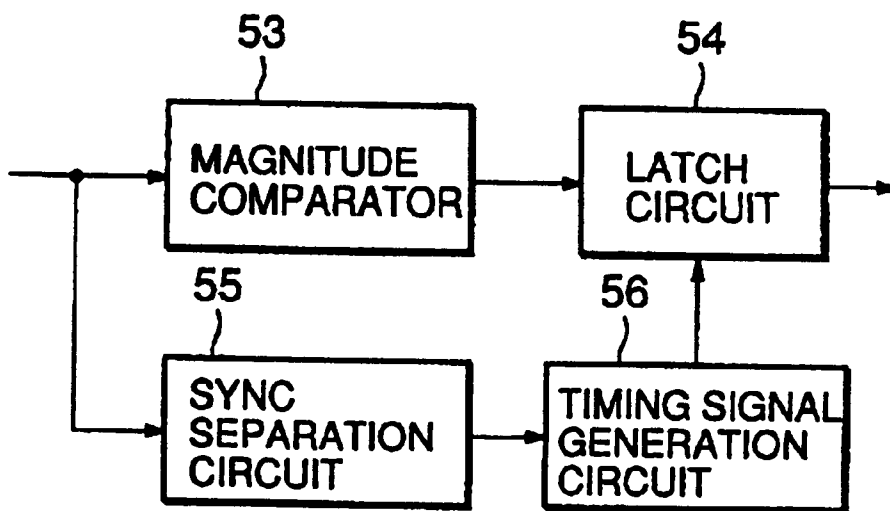 53
54
MAGNITUDE
COMPARATOR
LATCH
CIRCUIT
55
56
SYNC
SEPARATION
CIRCUIT
TIMING SIGNAL
GENERATION
CIRCUIT